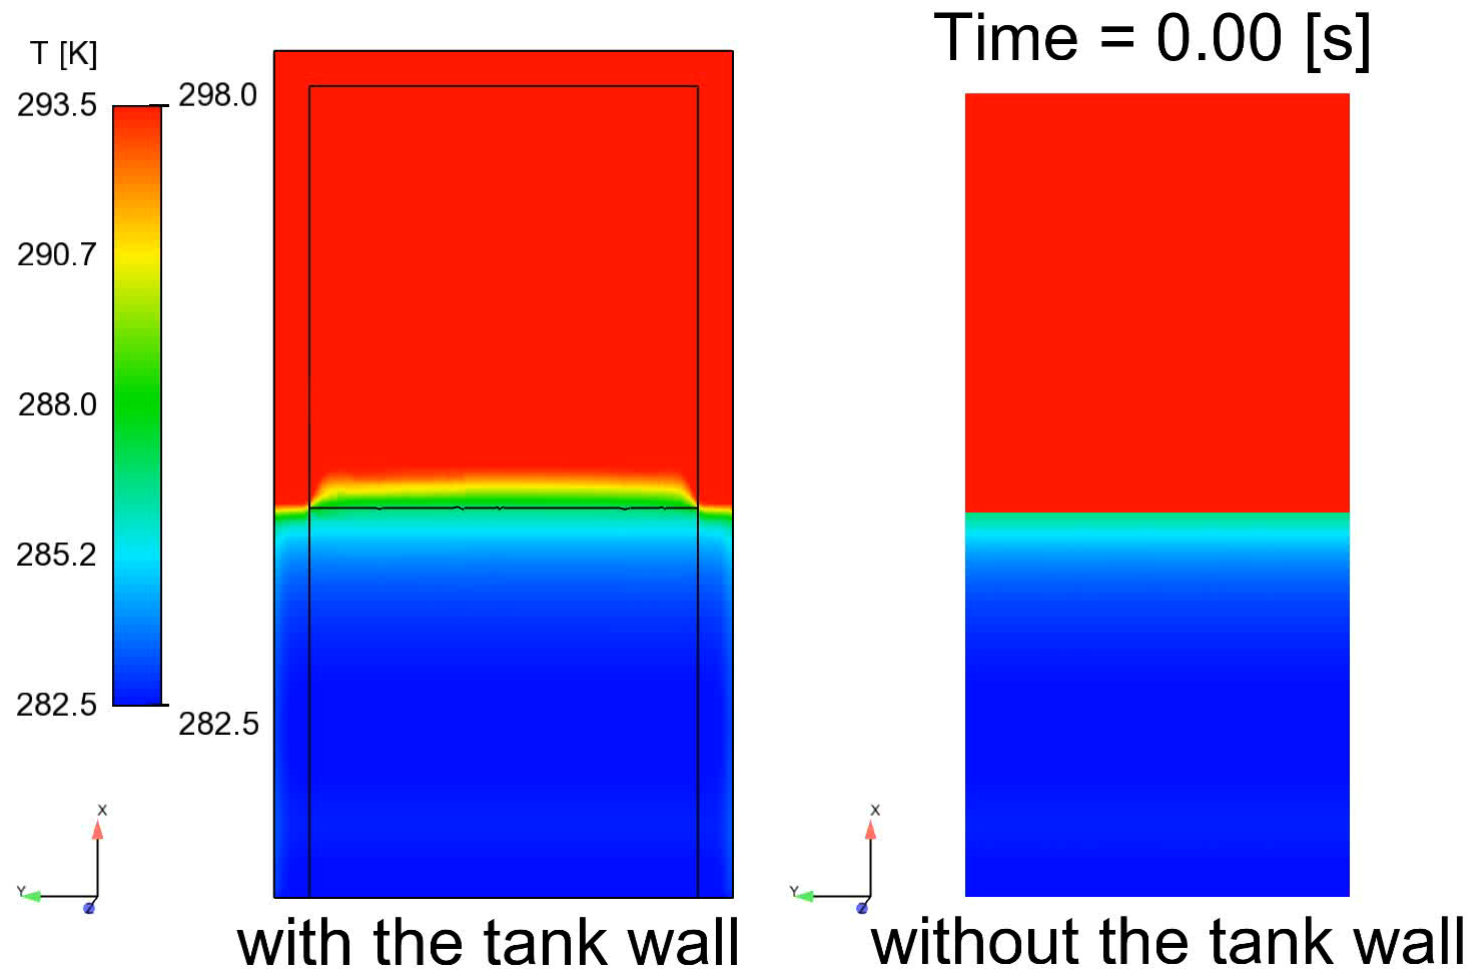 Time = 0.00 [s]
T [K]
293.5
298.0
290.7
288.0
285.2
282.5
282.5
X
Y
Z
X
Y
Z
with the tank wall
without the tank wall